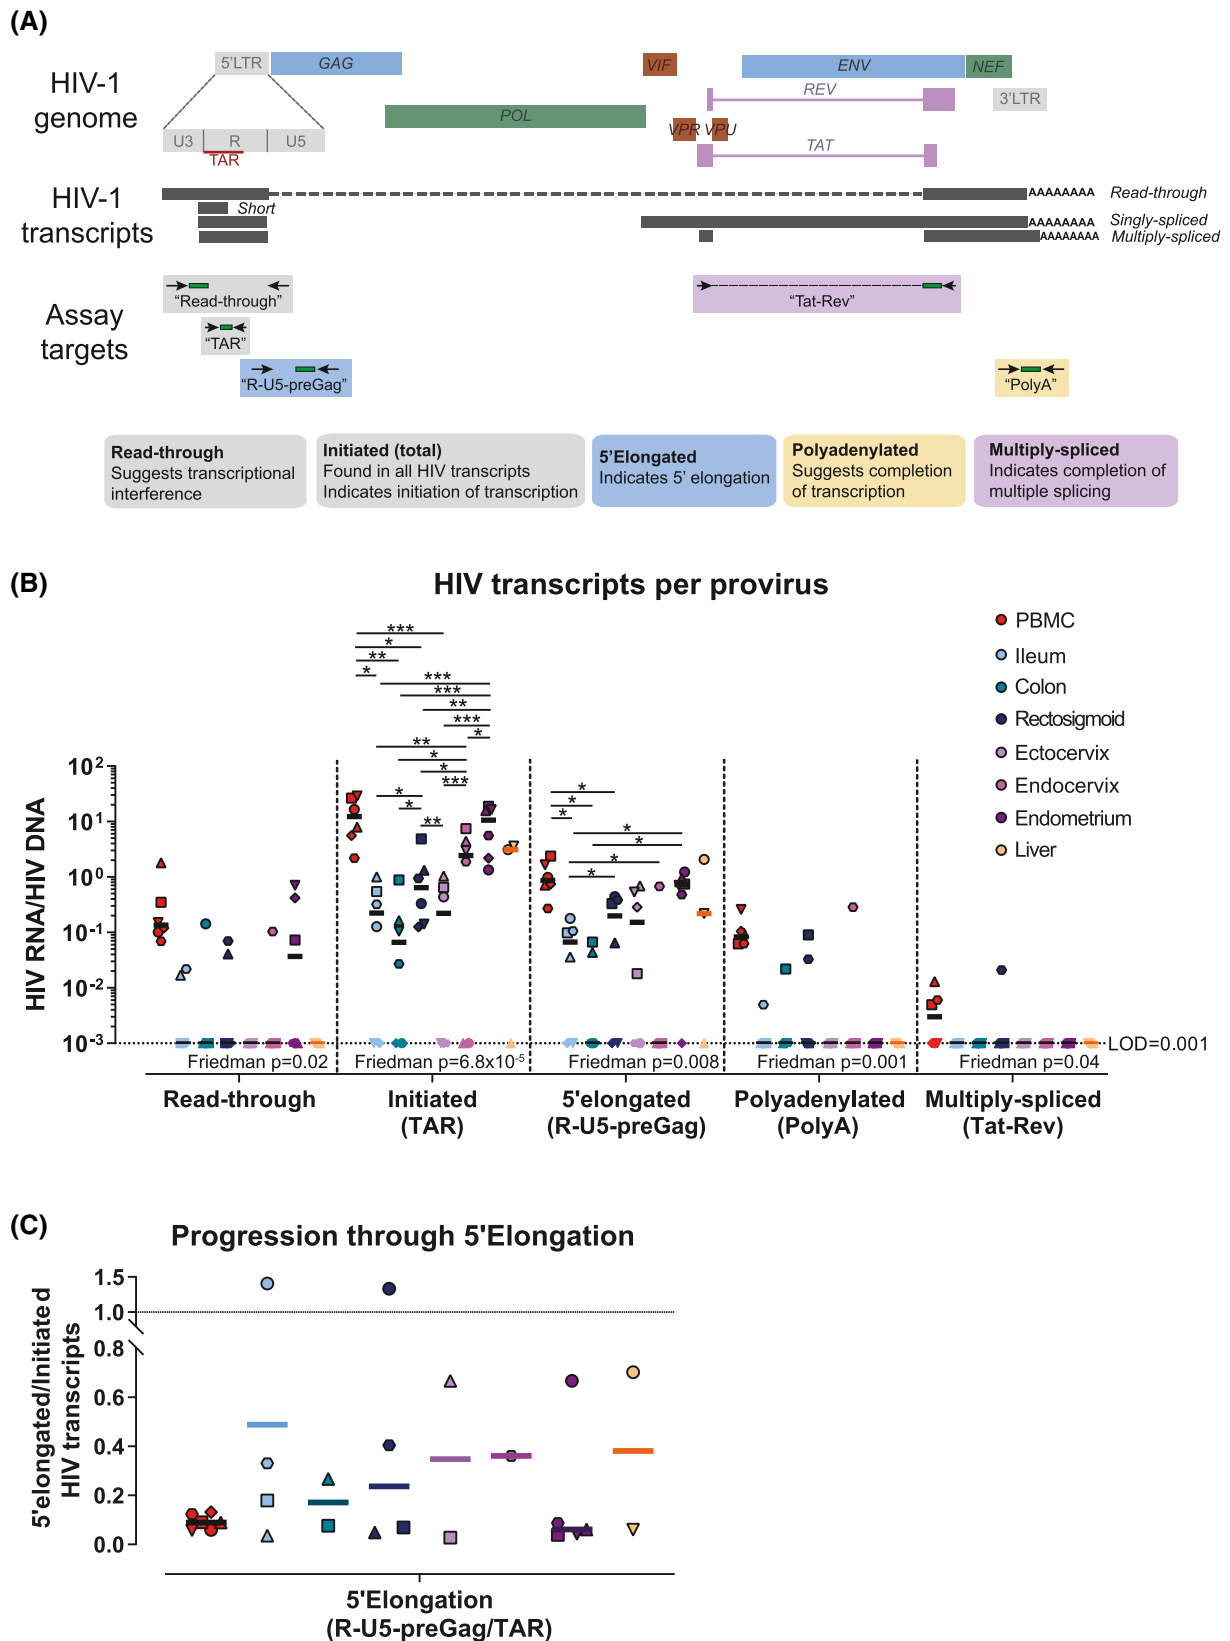 (A)
HIV-1
genome
5'LTR
GAG
VIF
ENV
NEF
REV
3'LTR
POL
VPR
VPU
U3
R
U5
TAR
TAT
HIV-1
transcripts
AAAAAAAA
Read-through
Short
AAAAAAAA
Singly-spliced
AAAAAAAA
Multiply-spliced
Assay
targets
“Read-through”
“Tat-Rev”
“TAR”
“R-U5-preGag”
“PolyA”
Read-through
Suggests transcriptional
interference
Initiated (total)
Found in all HIV transcripts
Indicates initiation of transcription
5'Elongated
Indicates 5' elongation
Polyadenylated
Suggests completion
of transcription
Multiply-spliced
Indicates completion of
multiple splicing
(B)
HIV transcripts per provirus
PBMC
Ileum
Colon
Rectosigmoid
Ectocervix
Endocervix
Endometrium
Liver
***
*
**
*
***
***
**
***
*
**
*
*
***
*
*
**
*
*
*
*
*
*
*
HIV RNA/HIV DNA
10²
10¹
10⁰
10⁻¹
10⁻²
10⁻³
LOD=0.001
Friedman p=0.02
Friedman p=6.8x10⁻⁵
Friedman p=0.008
Friedman p=0.001
Friedman p=0.04
Read-through
Initiated
(TAR)
5'elongated
(R-U5-preGag)
Polyadenylated
(PolyA)
Multiply-spliced
(Tat-Rev)
(C)
Progression through 5'Elongation
5'elongated/Initiated
HIV transcripts
1.5
1.0
0.8
0.6
0.4
0.2
0.0
5'Elongation
(R-U5-preGag/TAR)